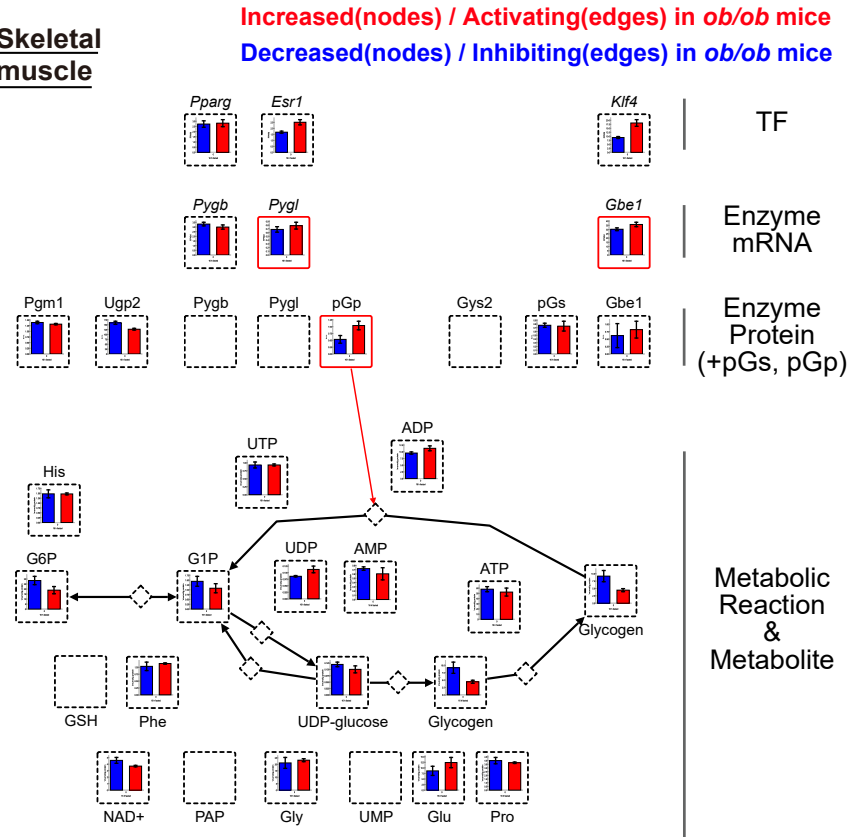 Skeletal
muscle
Increased(nodes) / Activating(edges) in ob/ob mice
Decreased(nodes) / Inhibiting(edges) in ob/ob mice
Pparg Esr1 Klf4
TF
Pygb Pygl Gbe1
Enzyme
mRNA
Pgm1 Ugp2 Pygb Pygl pGp Gys2 pGs Gbe1
Enzyme
Protein
(+pGs, pGp)
ADP
UTP
His
UDP AMP
G6P G1P ATP
Glycogen
Metabolic
Reaction
&
Metabolite
GSH Phe UDP-glucose Glycogen
NAD+ PAP Gly UMP Glu Pro